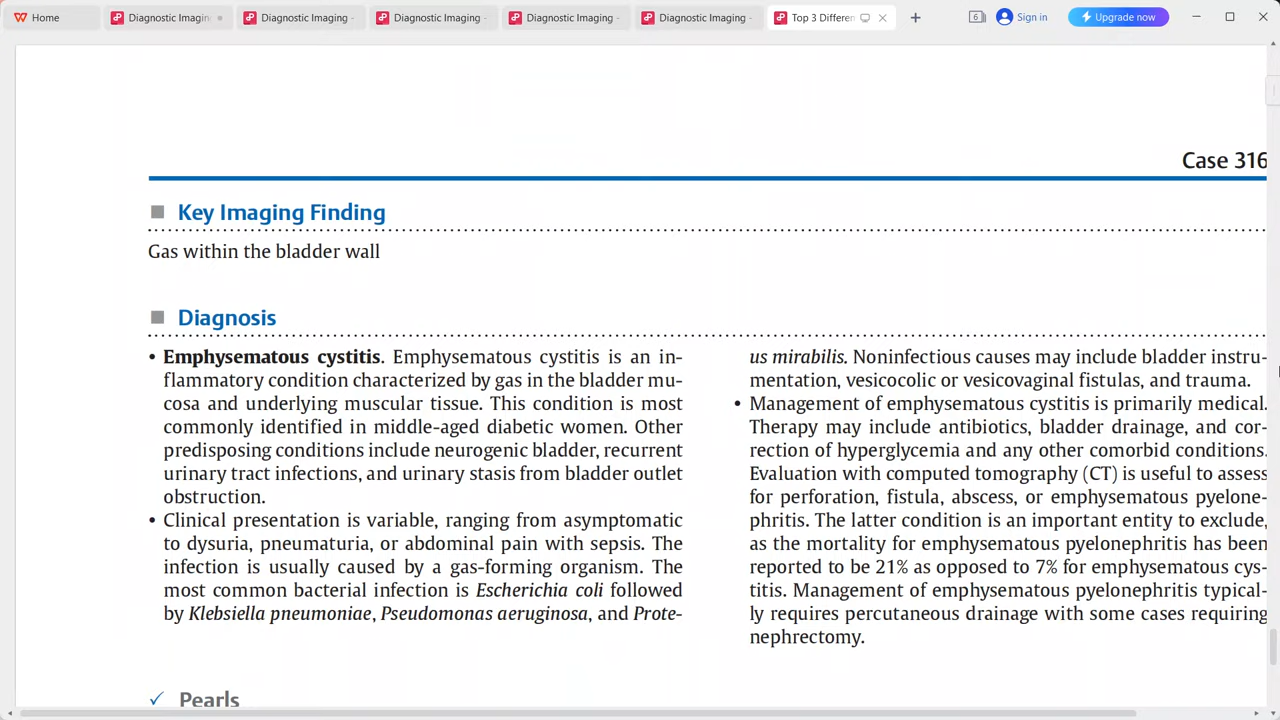 Home
Diagnostic Imagin
Diagnostic Imaging -
Diagnostic Imaging -
Diagnostic Imaging -
Diagnostic Imaging -
Top 3 Differen
6
Sign in
Upgrade now
Case 316
Key Imaging Finding
Gas within the bladder wall
Diagnosis
• Emphysematous cystitis. Emphysematous cystitis is an in-
flammatory condition characterized by gas in the bladder mu-
cosa and underlying muscular tissue. This condition is most
commonly identified in middle-aged diabetic women. Other
predisposing conditions include neurogenic bladder, recurrent
urinary tract infections, and urinary stasis from bladder outlet
obstruction.
• Clinical presentation is variable, ranging from asymptomatic
to dysuria, pneumaturia, or abdominal pain with sepsis. The
infection is usually caused by a gas-forming organism. The
most common bacterial infection is Escherichia coli followed
by Klebsiella pneumoniae, Pseudomonas aeruginosa, and Prote-
us mirabilis. Noninfectious causes may include bladder instru-
mentation, vesicocolic or vesicovaginal fistulas, and trauma.
• Management of emphysematous cystitis is primarily medical.
Therapy may include antibiotics, bladder drainage, and cor-
rection of hyperglycemia and any other comorbid conditions.
Evaluation with computed tomography (CT) is useful to assess
for perforation, fistula, abscess, or emphysematous pyelone-
phritis. The latter condition is an important entity to exclude,
as the mortality for emphysematous pyelonephritis has been
reported to be 21% as opposed to 7% for emphysematous cys-
titis. Management of emphysematous pyelonephritis typical-
ly requires percutaneous drainage with some cases requiring
nephrectomy.
✓ Pearls